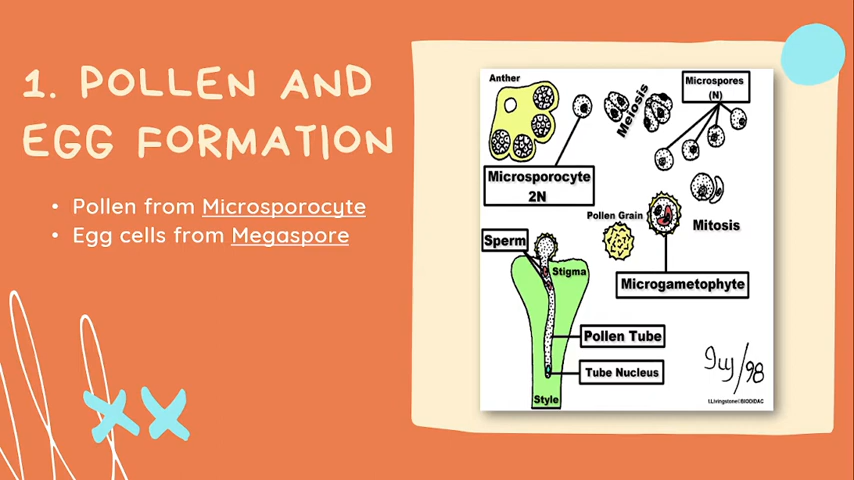 1. POLLEN AND
EGG FORMATION
• Pollen from Microsporocyte
• Egg cells from Megaspore
Anther
Meiosis
Microspores
(N)
Microsporocyte
2N
Mitosis
Pollen Grain
Microgametophyte
Sperm
Stigma
Pollen Tube
Tube Nucleus
Style